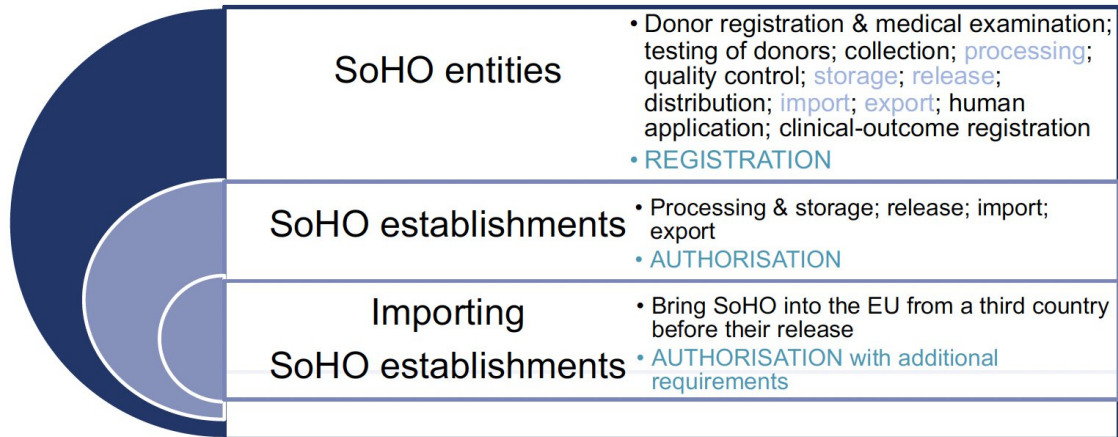 SoHO entities
• Donor registration & medical examination;
testing of donors; collection; processing;
quality control; storage; release;
distribution; import; export; human
application; clinical-outcome registration
• REGISTRATION
SoHO establishments
• Processing & storage; release; import;
export
• AUTHORISATION
Importing
SoHO establishments
• Bring SoHO into the EU from a third country
before their release
• AUTHORISATION with additional
requirements